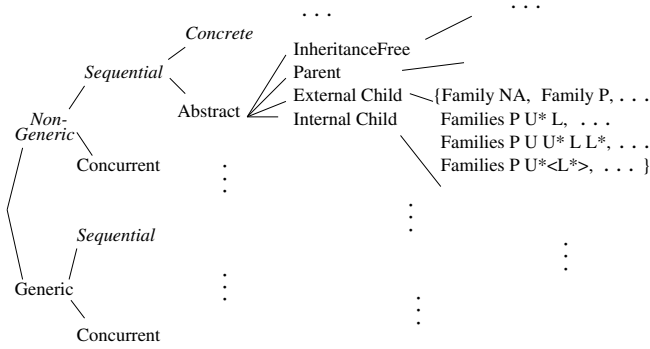 . . .
. . .
Concrete
InheritanceFree
Sequential
Parent
External Child
{Family NA, Family P, . . .
Abstract
Internal Child
Families P U* L, . . .
Non-
Generic
Families P U U* L L*, . . .
Concurrent
Families P U*<L*>, . . . }
Sequential
Generic
Concurrent